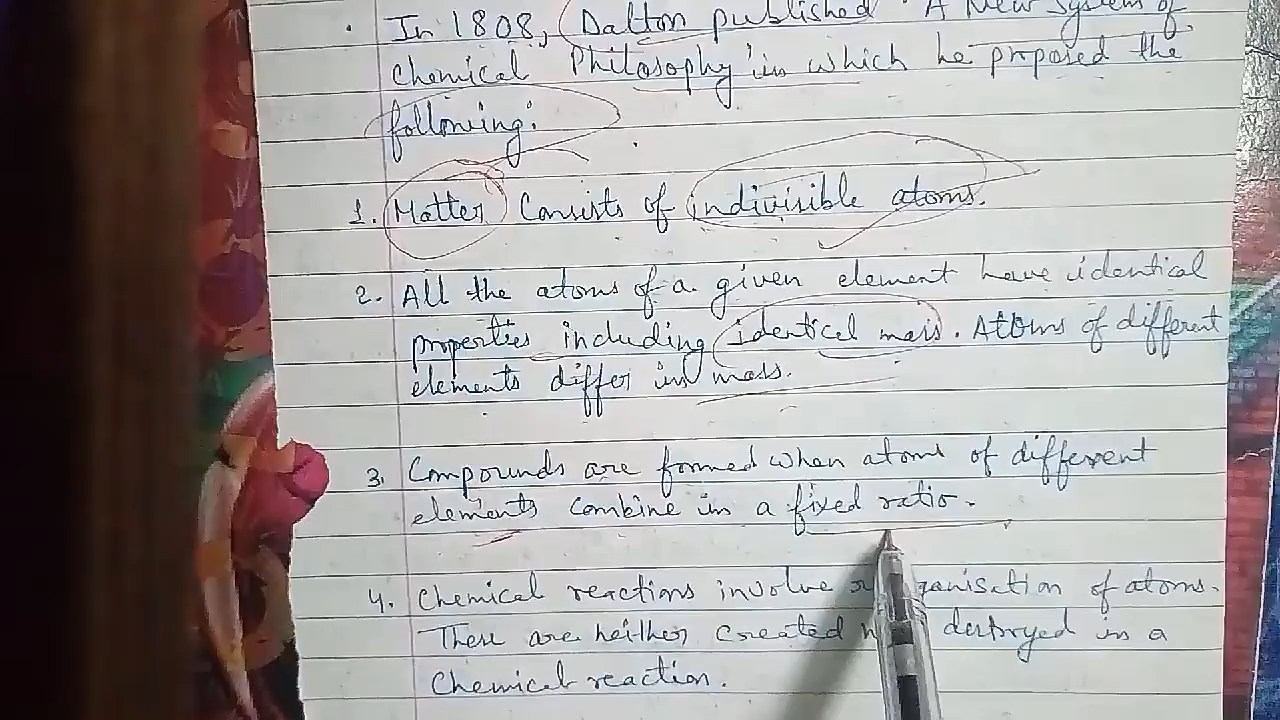 In 1808, Dalton published 'A New System of
Chemical Philosophy' in which he proposed the
following:
1. Matter Consists of indivisible atoms.
2. All the atoms of a given element have identical
properties including identical mass. Atoms of different
elements differ in mass.
3. Compounds are formed when atoms of different
elements combine in a fixed ratio.
4. Chemical reactions involve of atoms.
These are neither created destroyed in a
Chemical reaction.